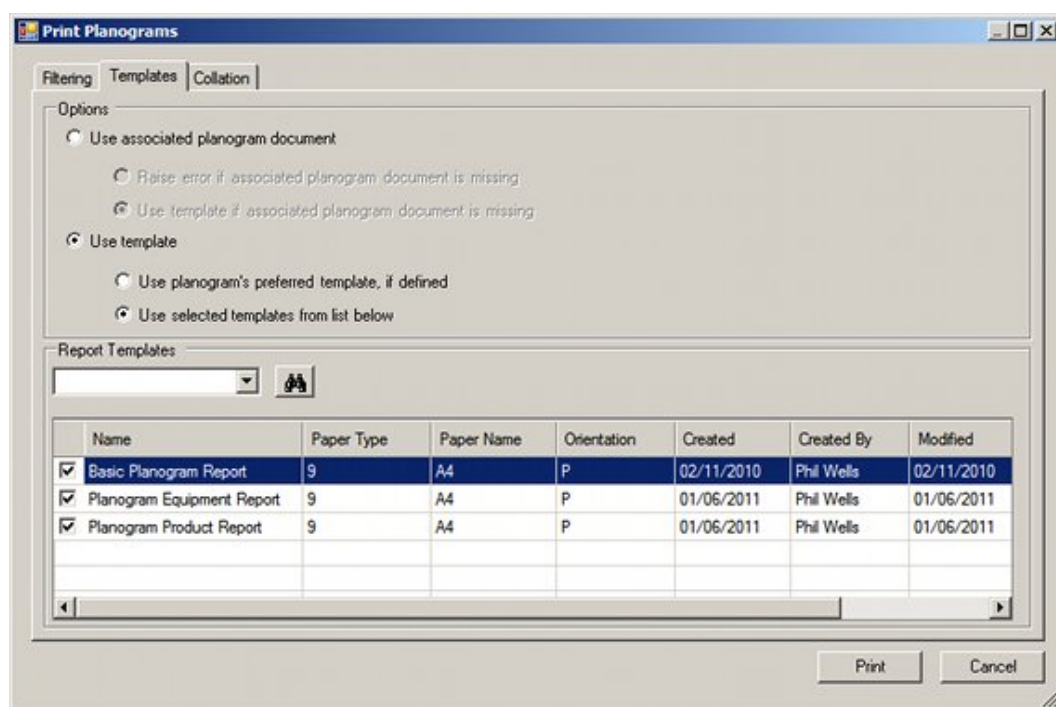 Print Planograms
Filtering Templates Collation
Options
Use associated planogram document
Raise error if associated planogram document is missing
Use template if associated planogram document is missing
Use template
Use planogram's preferred template, if defined
Use selected templates from list below
Report Templates
Name Paper Type Paper Name Orientation Created Created By Modified
Basic Planogram Report 9 A4 P 02/11/2010 Phil Wells 02/11/2010
Planogram Equipment Report 9 A4 P 01/06/2011 Phil Wells 01/06/2011
Planogram Product Report 9 A4 P 01/06/2011 Phil Wells 01/06/2011
Print Cancel